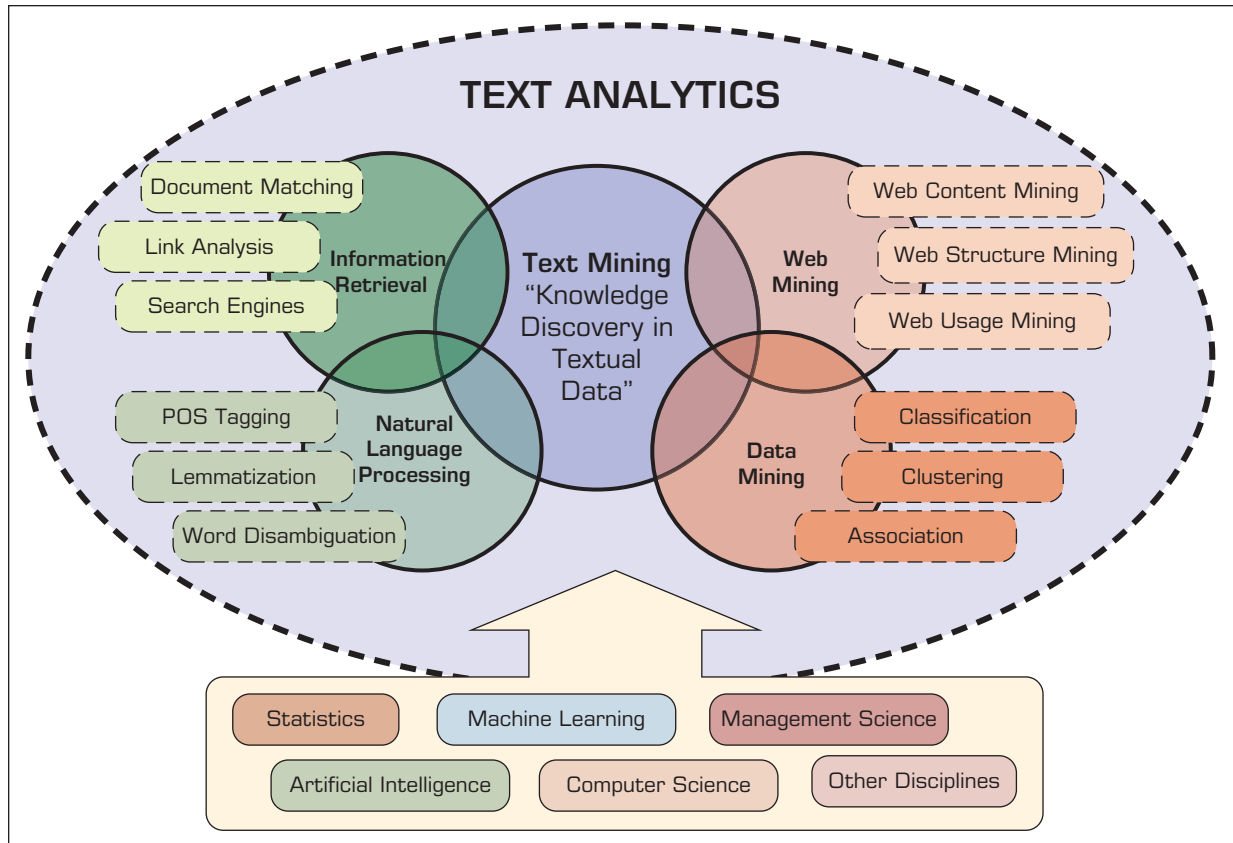 TEXT ANALYTICS
Document Matching
Link Analysis
Search Engines
Information
Retrieval
Text Mining
“Knowledge
Discovery in
Textual
Data”
Web
Mining
Web Content Mining
Web Structure Mining
Web Usage Mining
POS Tagging
Lemmatization
Word Disambiguation
Natural
Language
Processing
Data
Mining
Classification
Clustering
Association
Statistics
Machine Learning
Management Science
Artificial Intelligence
Computer Science
Other Disciplines